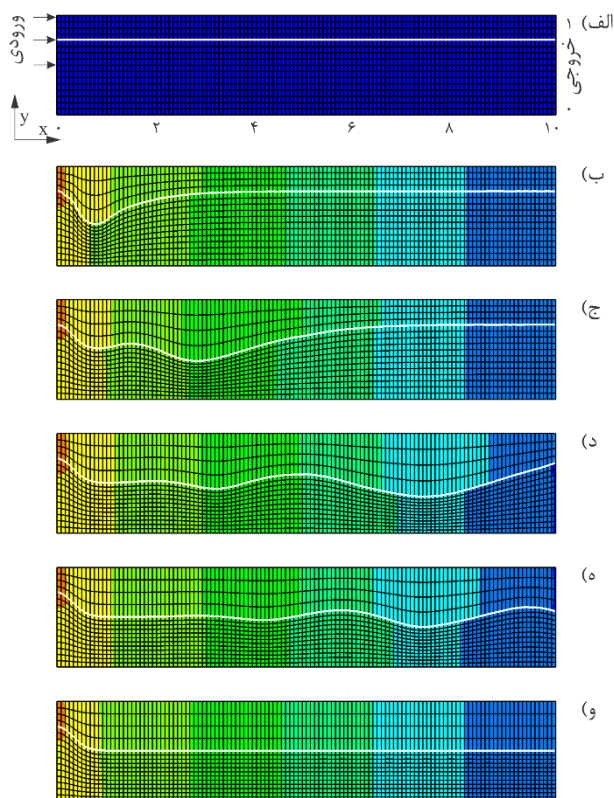 الف)
ورودی
خروجی
۱
۰
y
x
۰
۲
۴
۶
۸
۱۰
ب)
ج)
د)
ه)
و)